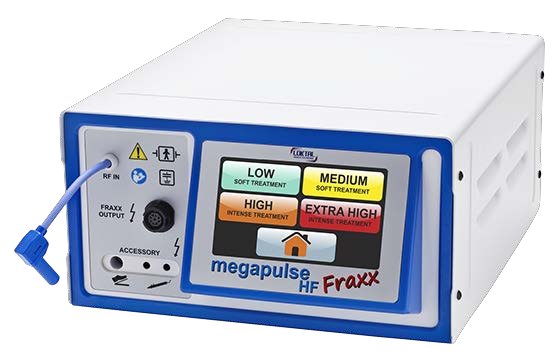 LOKTAL
RF IN
FRAXX
OUTPUT
ACCESSORY
LOW
SOFT TREATMENT
MEDIUM
SOFT TREATMENT
HIGH
INTENSE TREATMENT
EXTRA HIGH
INTENSE TREATMENT
megapulse
HF Fraxx